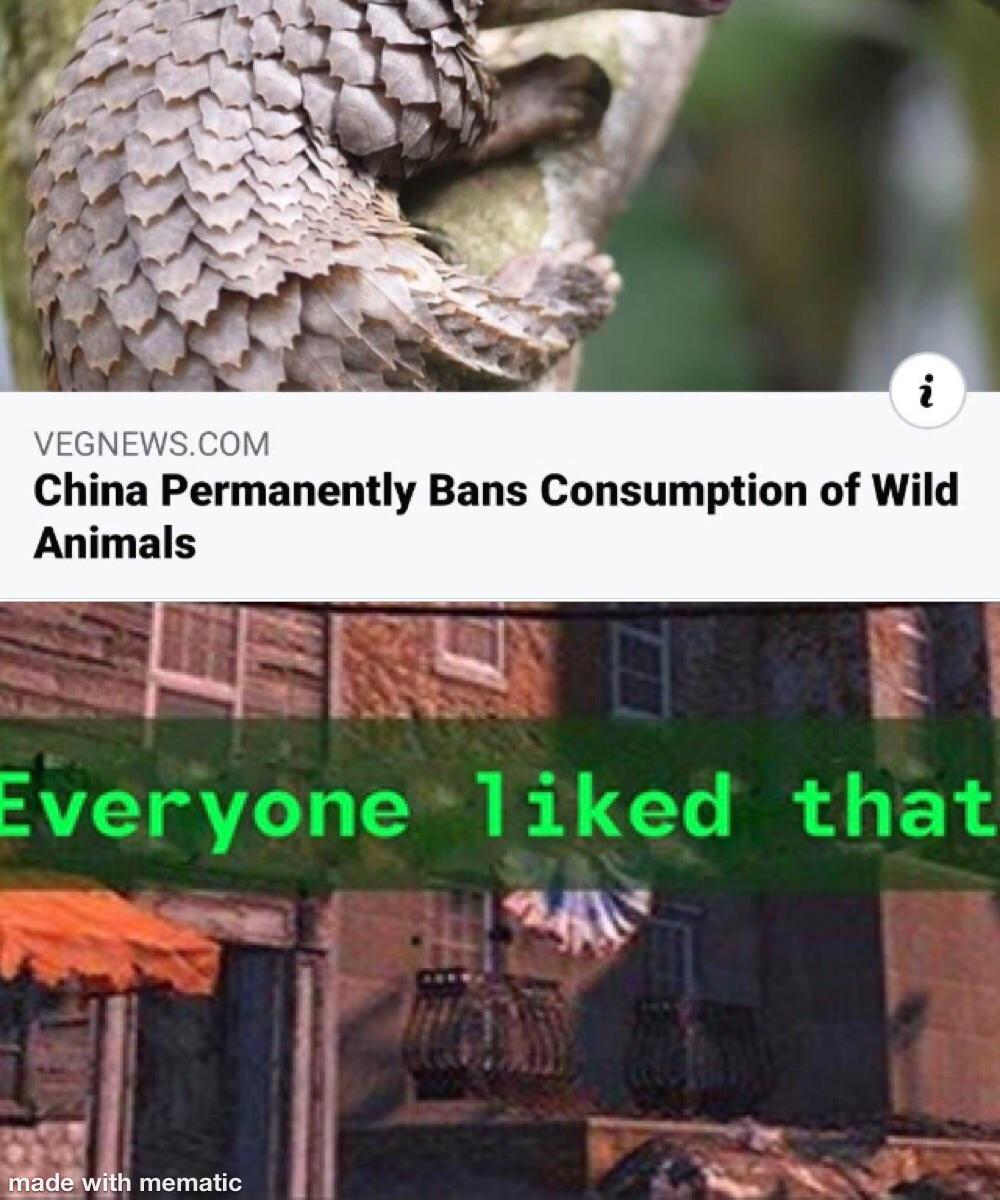 i
VEGNEWS.COM
China Permanently Bans Consumption of Wild
Animals
Everyone liked that
made with mematic